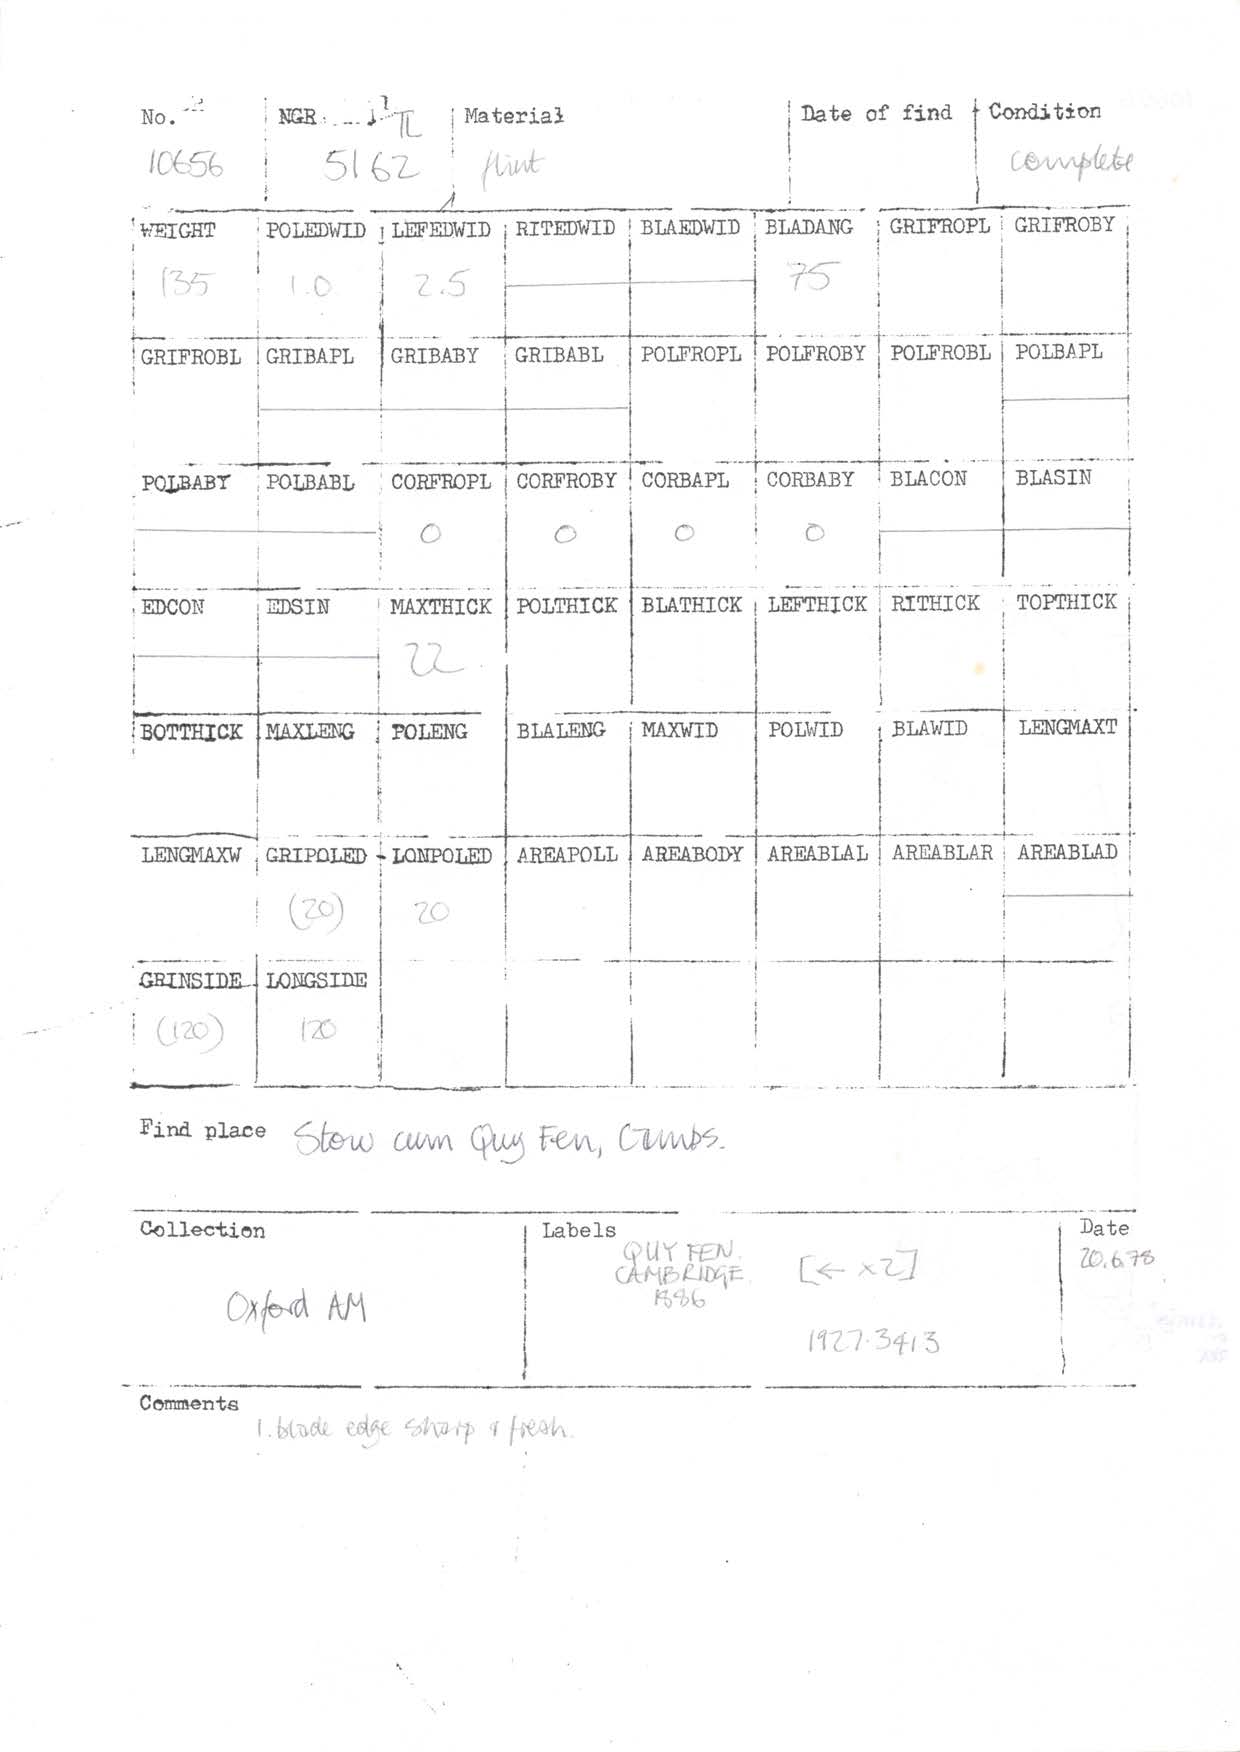 No. NGR TL Material Date of find Condition
10656 5162 flint complete
WEIGHT POLEDWID LEFEDWID RITEDWID BLAEDWID BLADANG GRIFROPL GRIFROBY
135 1.0 2.5 75
GRIFROBL GRIBAPL GRIBABY GRIBABL POLFROPL POLFROBY POLFROBL POLBAPL
POLBABY POLBABL CORFROPL CORFROBY CORBAPL CORBABY BLACON BLASIN
0 0 0 0
EDCON EDSIN MAXTHICK POLTHICK BLATHICK LEFTHICK RITHICK TOPTHICK
22
BOTTHICK MAXLENG POLENG BLALENG MAXWID POLWID BLAWID LENGMAXT
LENGMAXW GRIPOLED LONPOLED AREAPOLL AREABODY AREABLAL AREABLAR AREABLAD
(20) 20
GRINSIDE LONGSIDE
(120) 120
Find place Stow cum Quy Fen, Cambs.
Collection Labels Date
QUY FEN. 20.6.78
CAMBRIDGE. [← x2]
1886
Oxford AM
1927.3413
Comments
1. blade edge sharp & fresh.